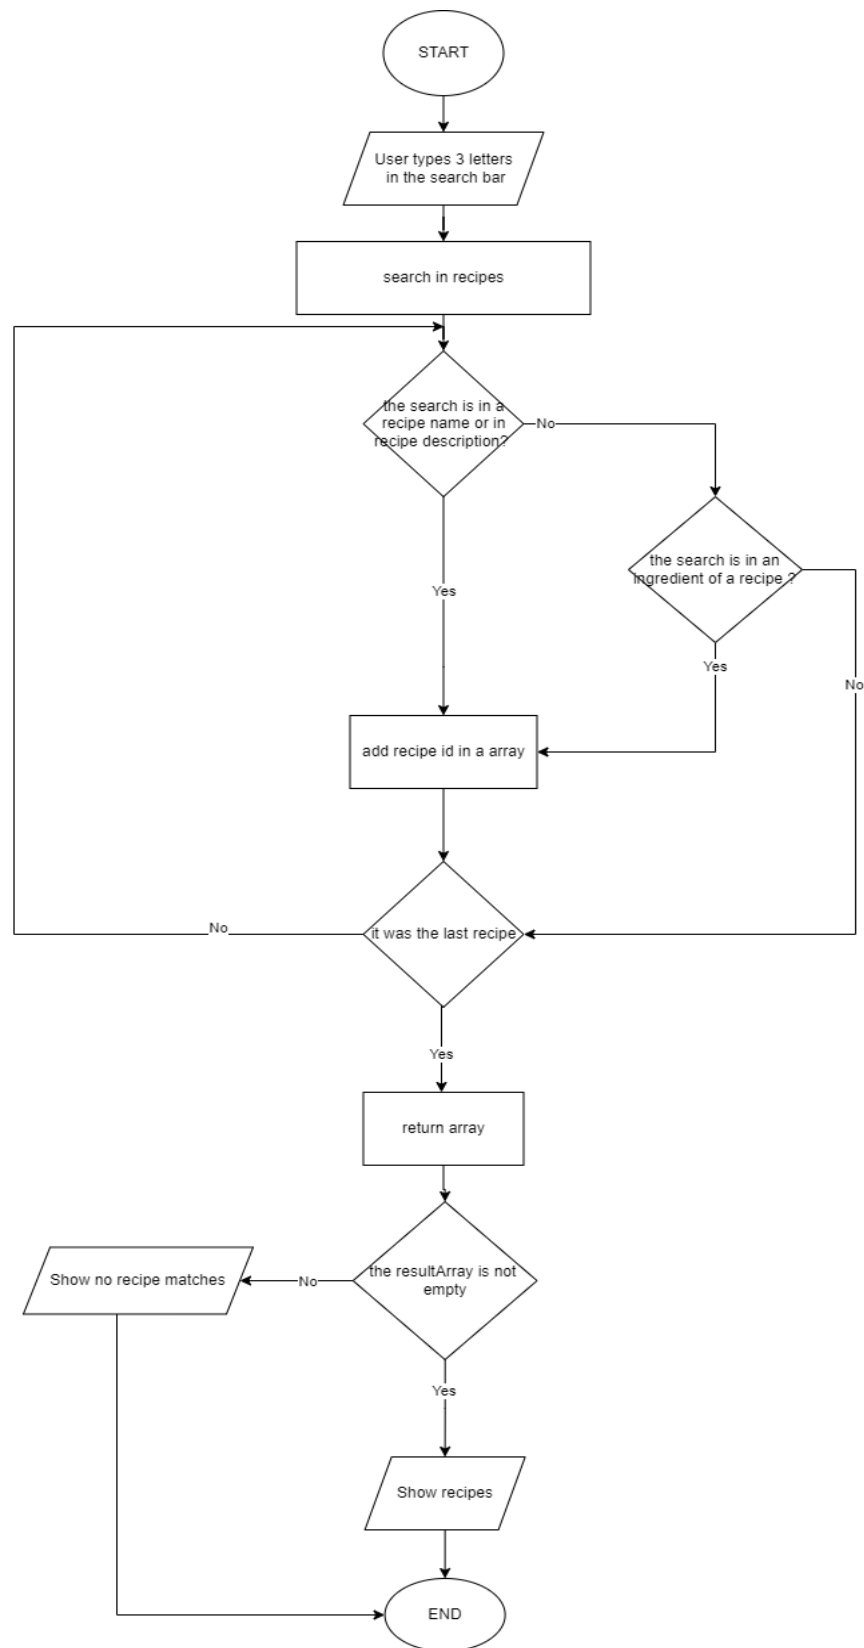 START
User types 3 letters
in the search bar
search in recipes
the search is in a
recipe name or in
recipe description?
No
the search is in an
ingredient of a recipe ?
Yes
Yes
No
add recipe id in a array
it was the last recipe
No
Yes
return array
the resultArray is not
empty
No
Show no recipe matches
Yes
Show recipes
END